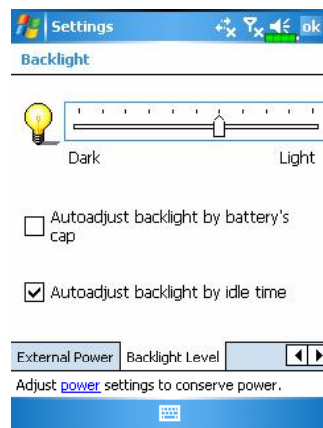 Settings
ok
Backlight
Dark Light
Autoadjust backlight by battery's
cap
Autoadjust backlight by idle time
External Power Backlight Level
Adjust power settings to conserve power.